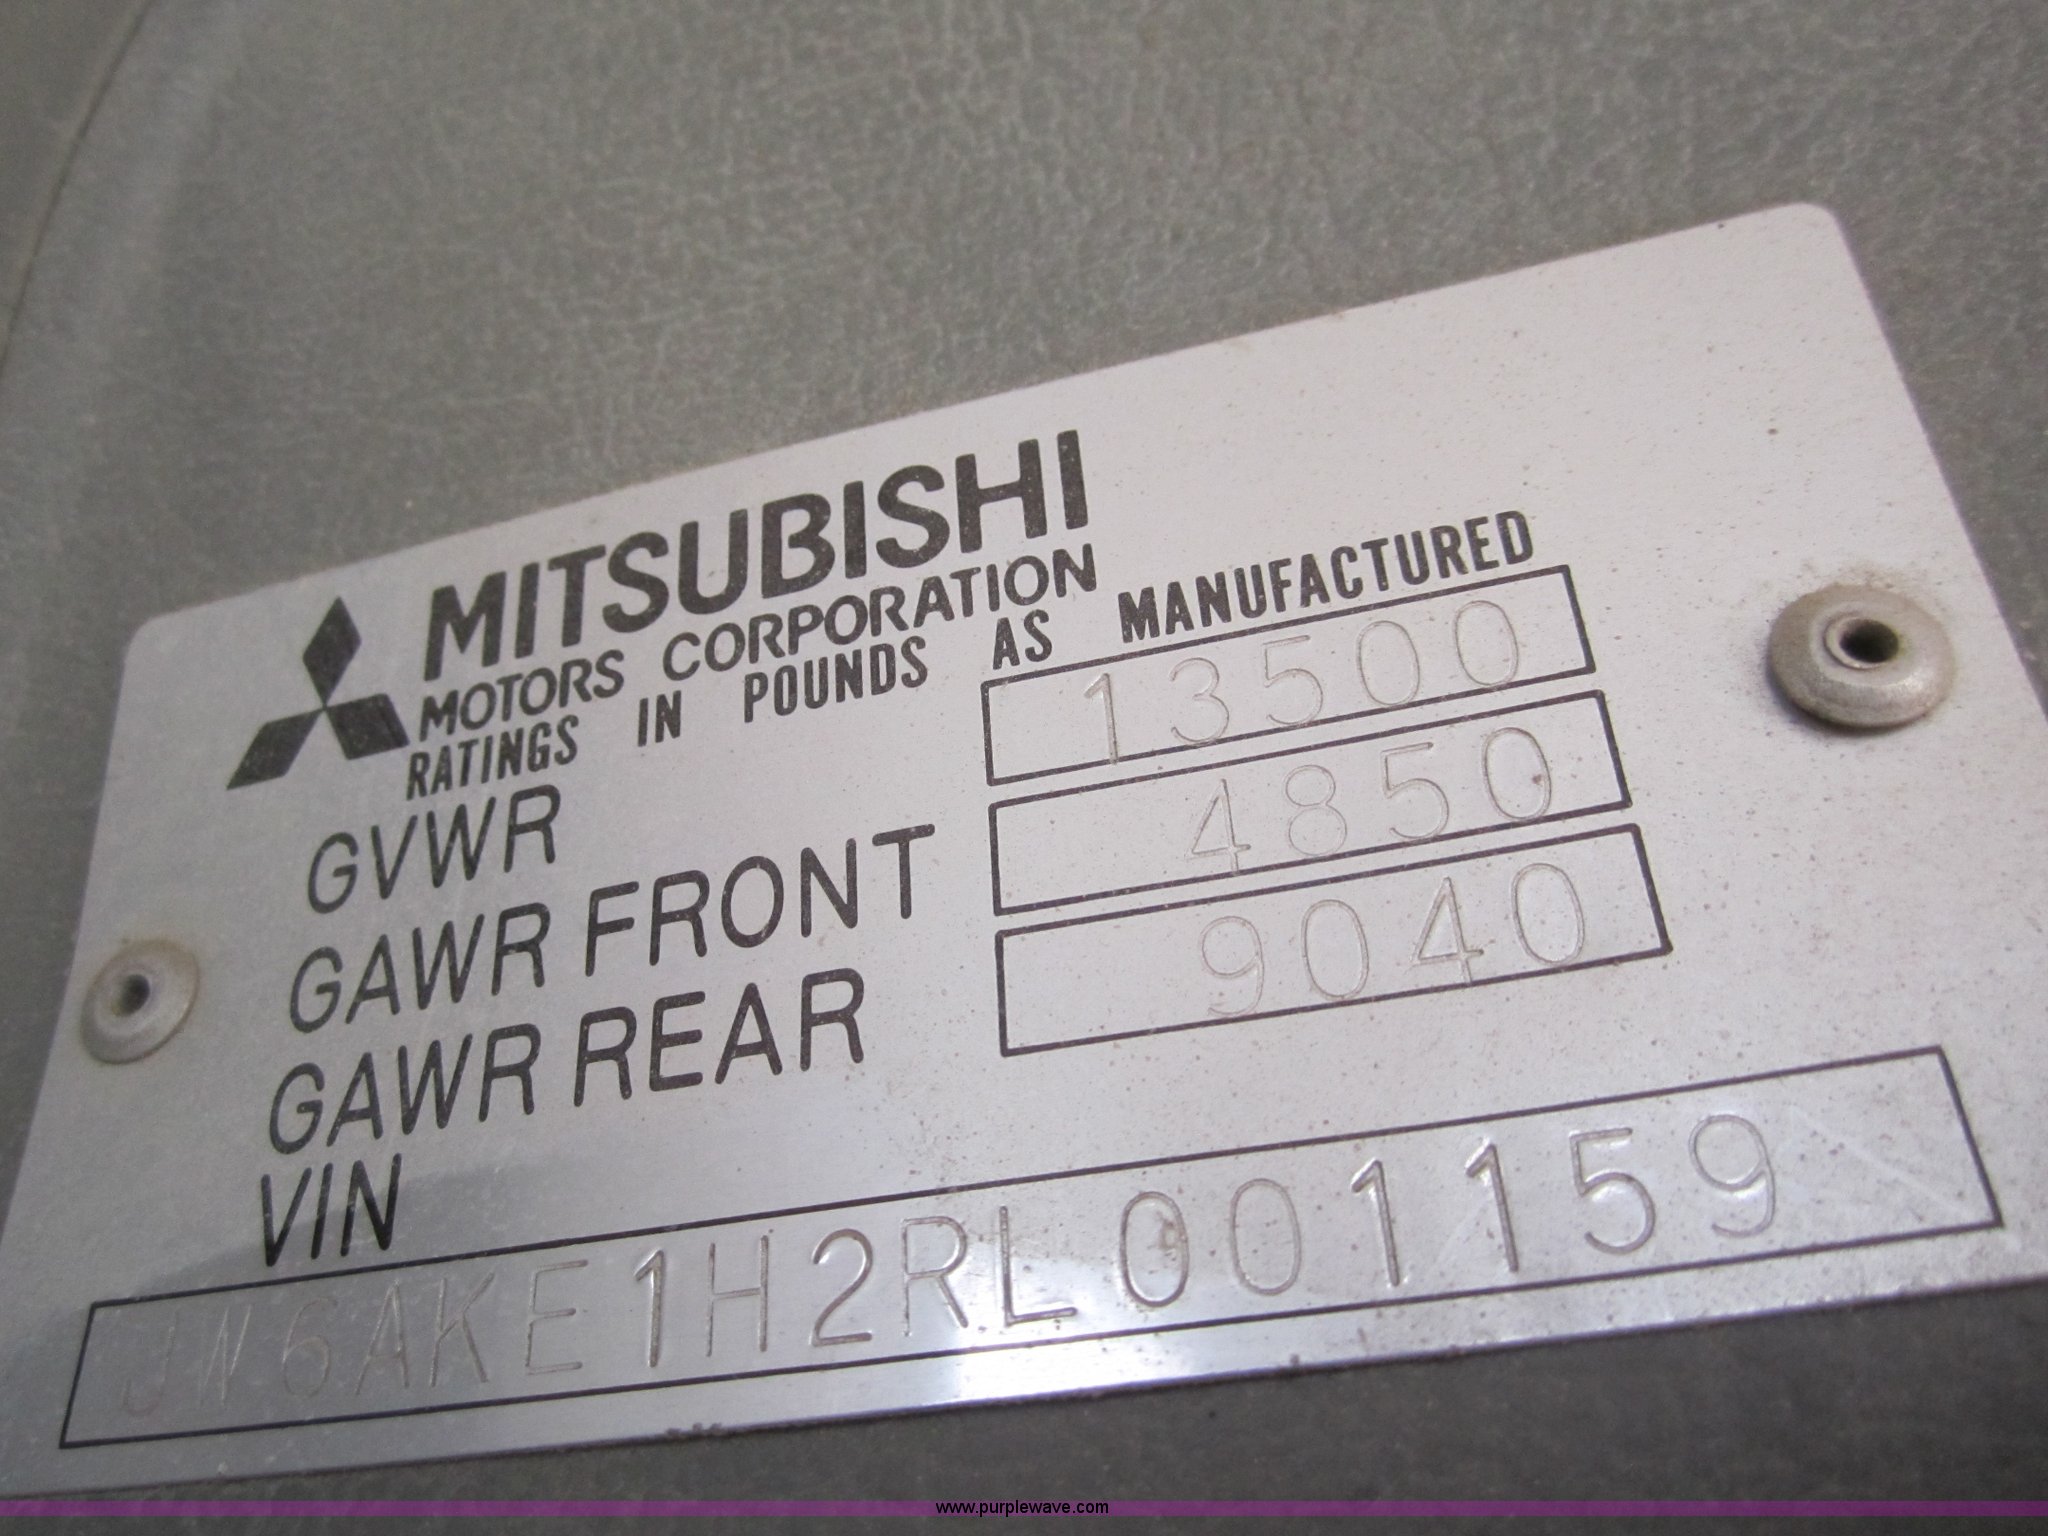 MITSUBISHI
MOTORS CORPORATION
RATINGS IN POUNDS AS MANUFACTURED
GVWR 13500
GAWR FRONT 4850
GAWR REAR 9040
VIN
JW6AKE1H2RL001159
www.purplewave.com